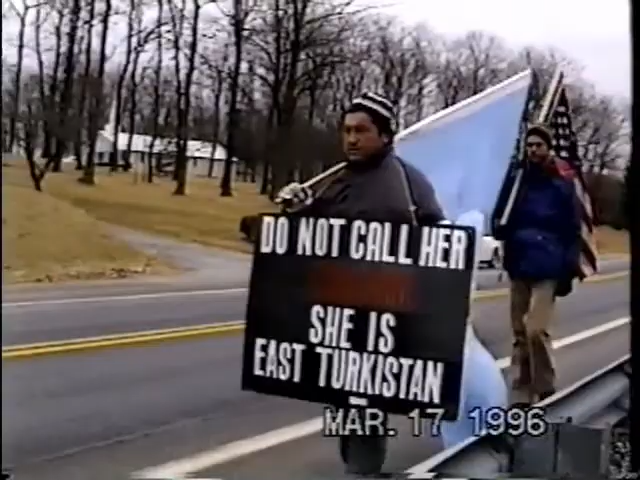 DO NOT CALL HER
SHE IS
EAST TURKISTAN
MAR. 17 1996